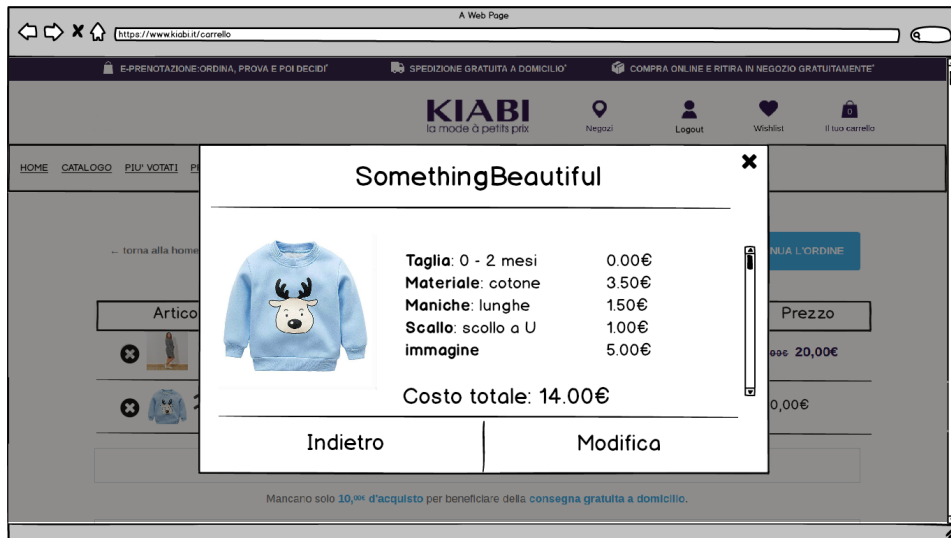 A Web Page
https://www.kiabi.it/carrello
E-PRENOTAZIONE:ORDINA, PROVA E POI DECIDI*
SPEDIZIONE GRATUITA A DOMICILIO*
COMPRA ONLINE E RITIRA IN NEGOZIO GRATUITAMENTE*
KIABI
la mode à petits prix
Negozi
Logout
Wishlist
0
Il tuo carrello
HOME CATALOGO PIU' VOTATI
SomethingBeautiful
← torna alla home
NUA L'ORDINE
Taglia: 0 - 2 mesi 0.00€
Materiale: cotone 3.50€
Maniche: lunghe 1.50€
Scallo: scollo a U 1.00€
immagine 5.00€
Costo totale: 14.00€
Artico
Prezzo
20,00€
0,00€
Indietro
Modifica
Mancano solo 10,00€ d'acquisto per beneficiare della consegna gratuita a domicilio.